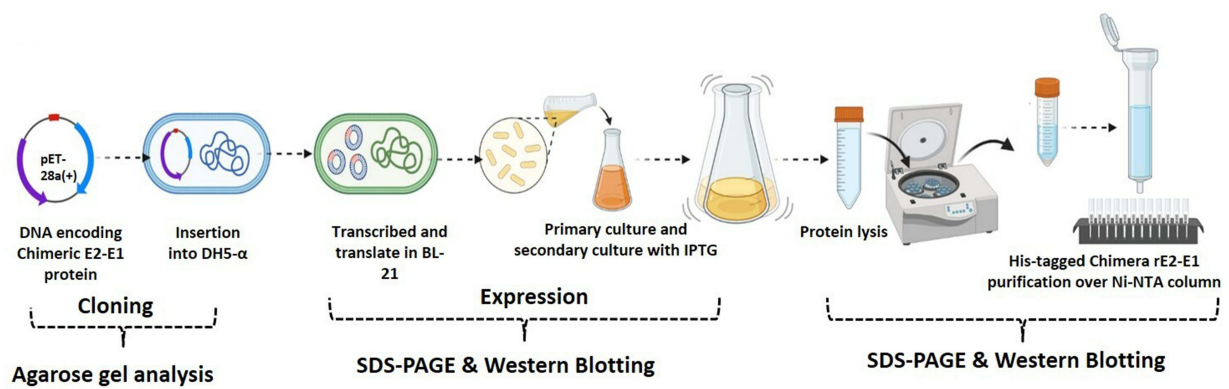 pET-
28a(+)
DNA encoding
Chimeric E2-E1
protein
Insertion
into DH5-α
Transcribed and
translate in BL-
21
Primary culture and
secondary culture with IPTG
Protein lysis
His-tagged Chimera rE2-E1
purification over Ni-NTA column
Cloning
Expression
Agarose gel analysis
SDS-PAGE & Western Blotting
SDS-PAGE & Western Blotting